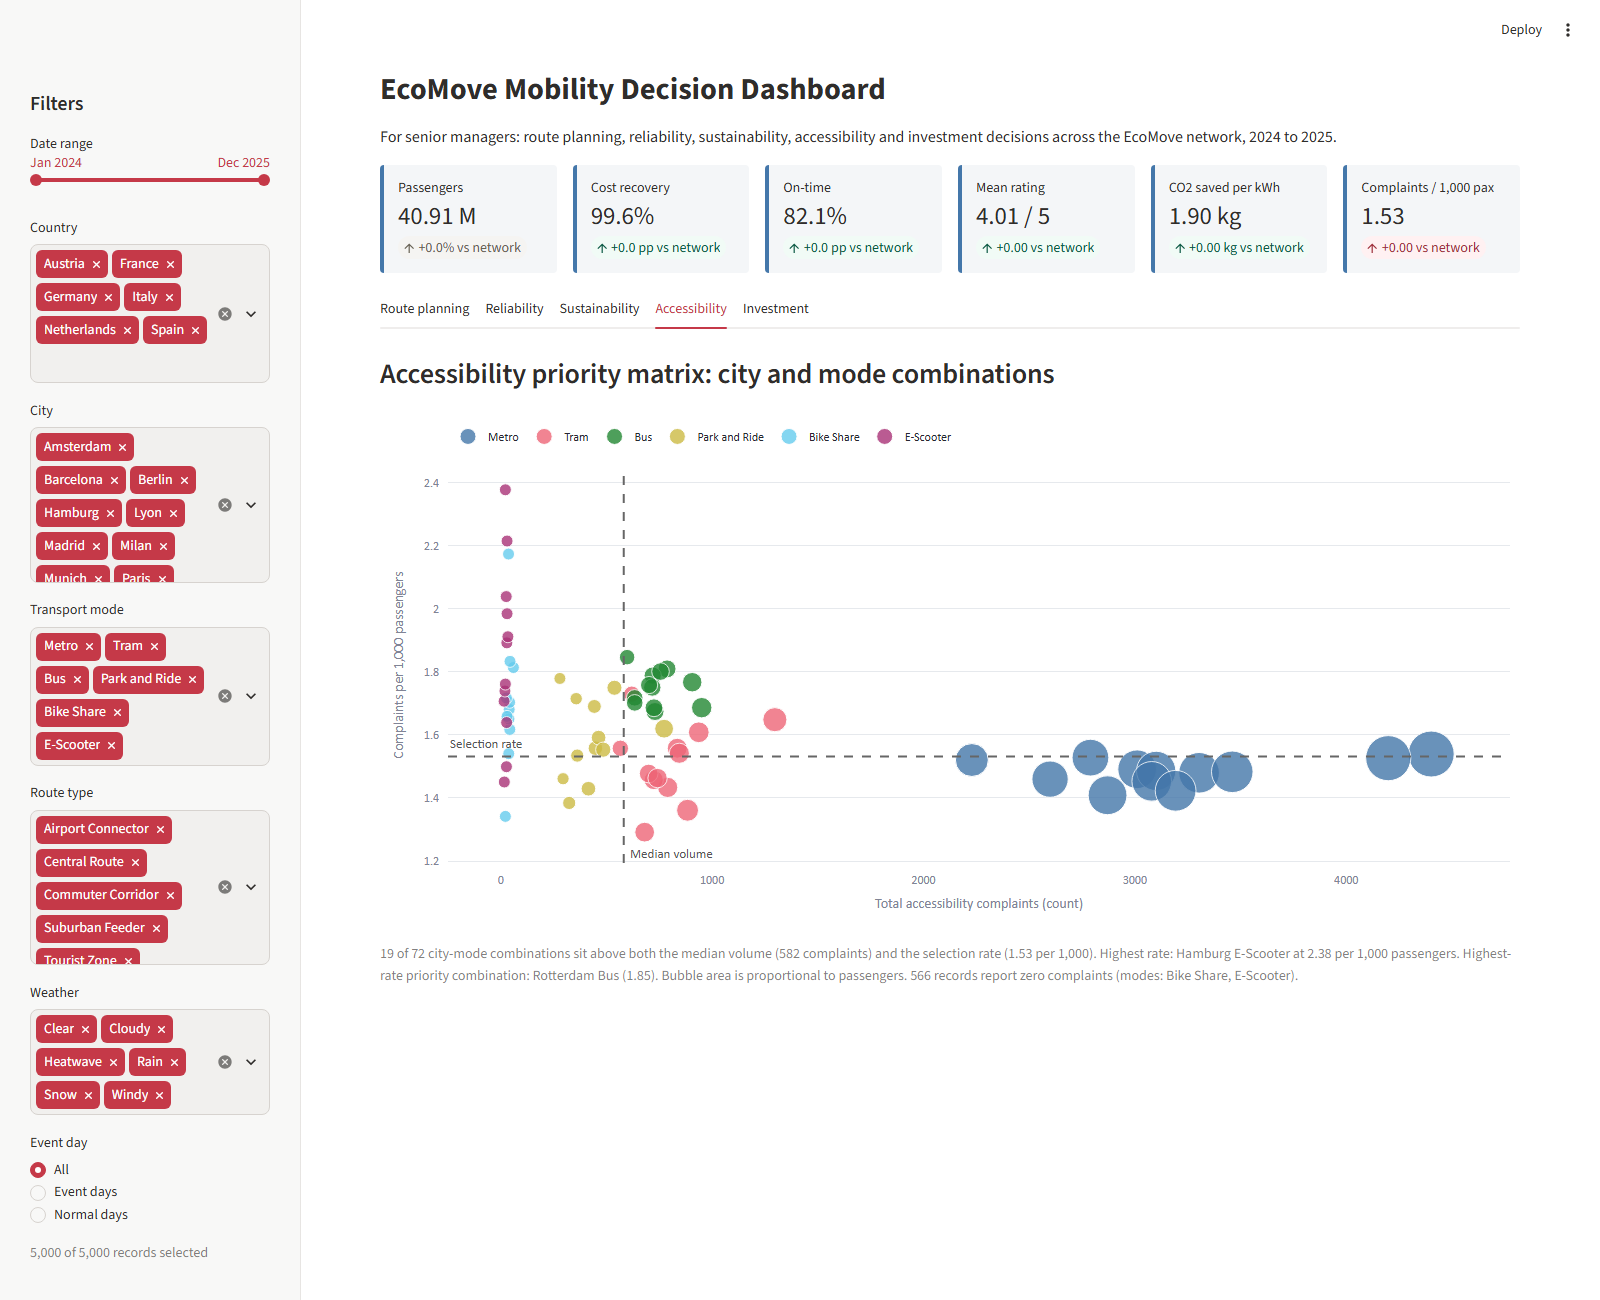 Deploy
Filters
Date range
Jan 2024 Dec 2025
Country
Austria × France ×
Germany × Italy ×
Netherlands × Spain ×
City
Amsterdam ×
Barcelona × Berlin ×
Hamburg × Lyon ×
Madrid × Milan ×
Munich × Paris ×
Transport mode
Metro × Tram ×
Bus × Park and Ride ×
Bike Share ×
E-Scooter ×
Route type
Airport Connector ×
Central Route ×
Commuter Corridor ×
Suburban Feeder ×
Tourist Zone ×
Weather
Clear × Cloudy ×
Heatwave × Rain ×
Snow × Windy ×
Event day
All
Event days
Normal days
5,000 of 5,000 records selected
EcoMove Mobility Decision Dashboard
For senior managers: route planning, reliability, sustainability, accessibility and investment decisions across the EcoMove network, 2024 to 2025.
Passengers
40.91 M
↑ +0.0% vs network
Cost recovery
99.6%
↑ +0.0 pp vs network
On-time
82.1%
↑ +0.0 pp vs network
Mean rating
4.01 / 5
↑ +0.00 vs network
CO2 saved per kWh
1.90 kg
↑ +0.00 kg vs network
Complaints / 1,000 pax
1.53
↑ +0.00 vs network
Route planning Reliability Sustainability Accessibility Investment
Accessibility priority matrix: city and mode combinations
Metro Tram Bus Park and Ride Bike Share E-Scooter
Complaints per 1,000 passengers
2.4
2.2
2
1.8
1.6
Selection rate
1.4
1.2
Median volume
0 1000 2000 3000 4000
Total accessibility complaints (count)
19 of 72 city-mode combinations sit above both the median volume (582 complaints) and the selection rate (1.53 per 1,000). Highest rate: Hamburg E-Scooter at 2.38 per 1,000 passengers. Highest-
rate priority combination: Rotterdam Bus (1.85). Bubble area is proportional to passengers. 566 records report zero complaints (modes: Bike Share, E-Scooter).